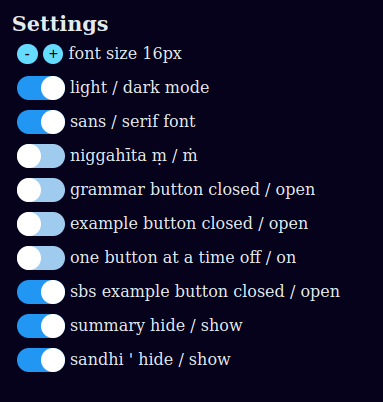 Settings
- + font size 16px
light / dark mode
sans / serif font
niggahīta ṃ / ṁ
grammar button closed / open
example button closed / open
one button at a time off / on
sbs example button closed / open
summary hide / show
sandhi ' hide / show